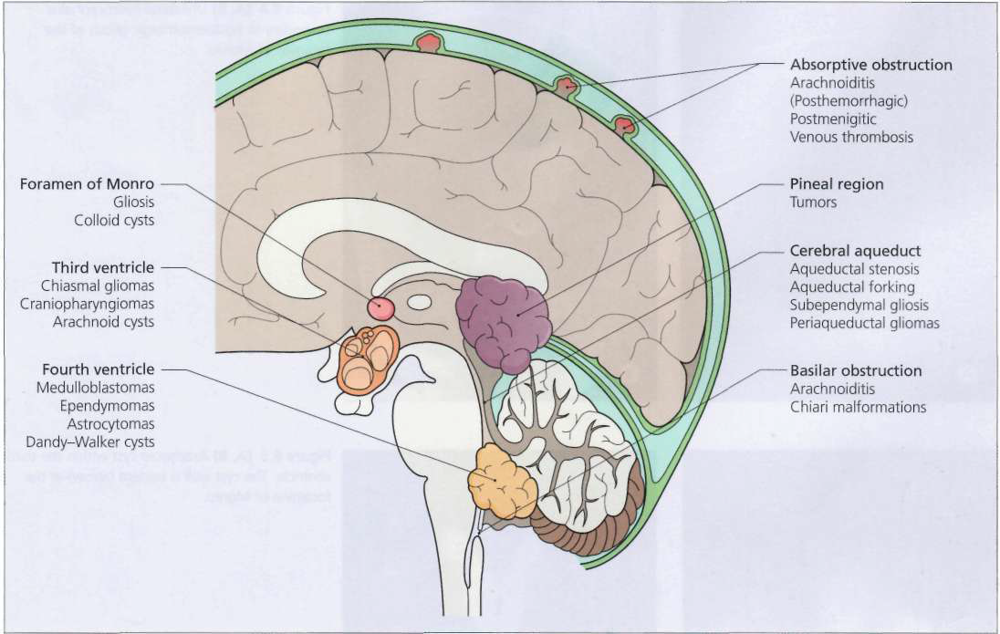 Foramen of Monro
Gliosis
Colloid cysts
Third ventricle
Chiasmal gliomas
Craniopharyngiomas
Arachnoid cysts
Fourth ventricle
Medulloblastomas
Ependymomas
Astrocytomas
Dandy–Walker cysts
Absorptive obstruction
Arachnoiditis
(Posthemorrhagic)
Postmenigitic
Venous thrombosis
Pineal region
Tumors
Cerebral aqueduct
Aqueductal stenosis
Aqueductal forking
Subependymal gliosis
Periaqueductal gliomas
Basilar obstruction
Arachnoiditis
Chiari malformations